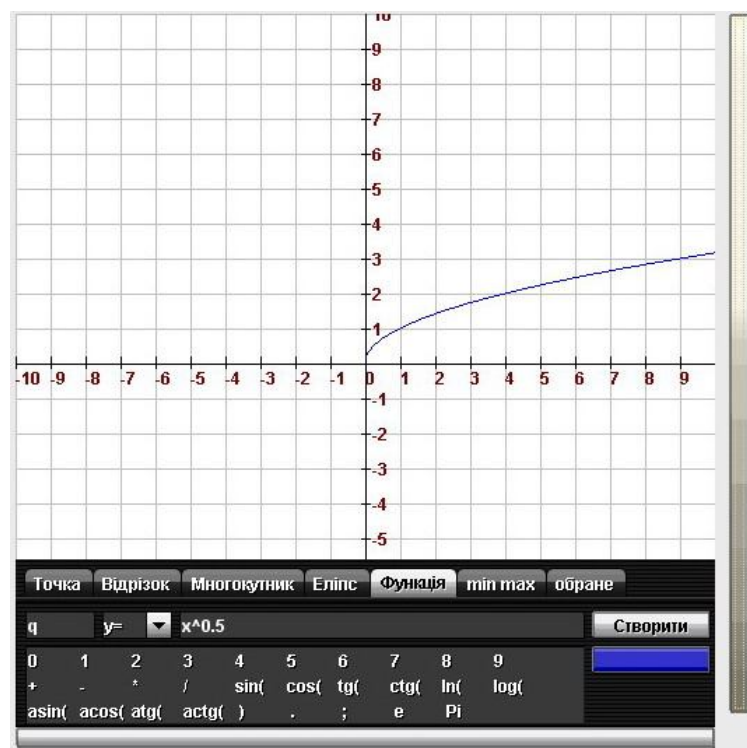 10
9
8
7
6
5
4
3
2
1
-10 -9 -8 -7 -6 -5 -4 -3 -2 -1 0 1 2 3 4 5 6 7 8 9
-1
-2
-3
-4
-5
Точка Відрізок Многокутник Еліпс Функція min max обране
q y= x^0.5 Створити
0 1 2 3 4 5 6 7 8 9
+ - * / sin( cos( tg( ctg( ln( log(
asin( acos( atg( actg( ) . ; e Pi